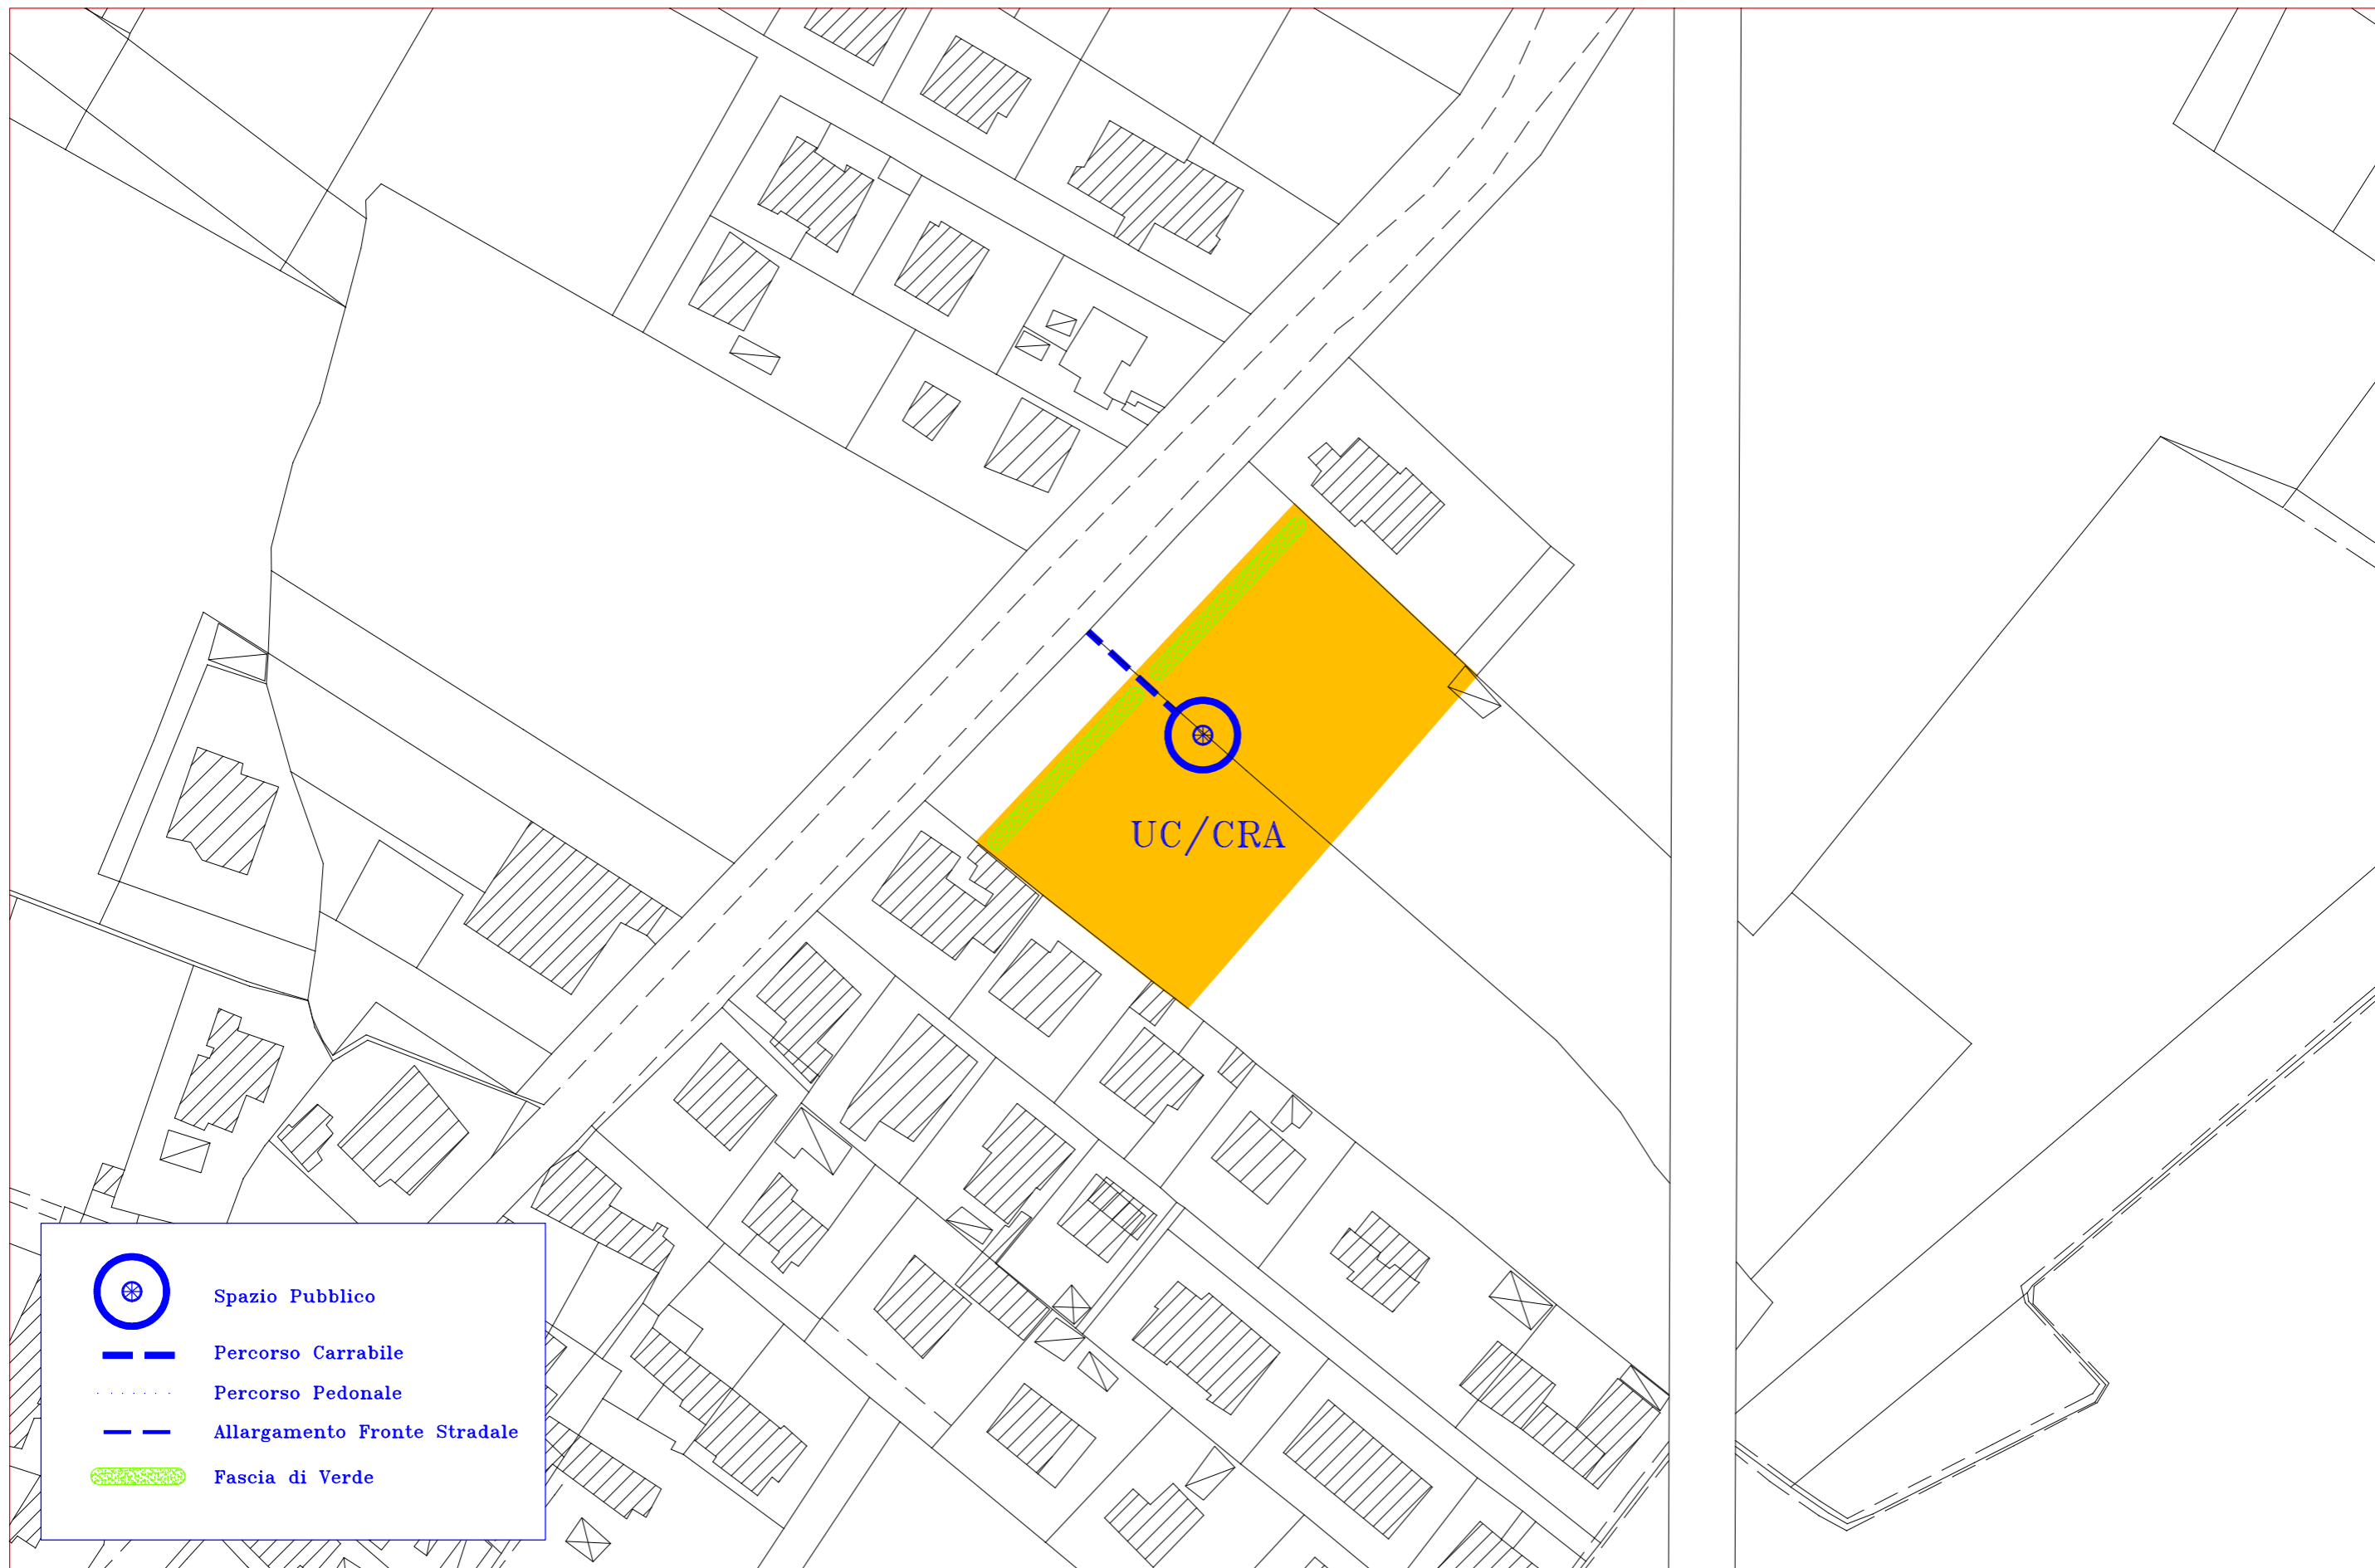 UC/CRA
Spazio Pubblico
Percorso Carrabile
Percorso Pedonale
Allargamento Fronte Stradale
Fascia di Verde